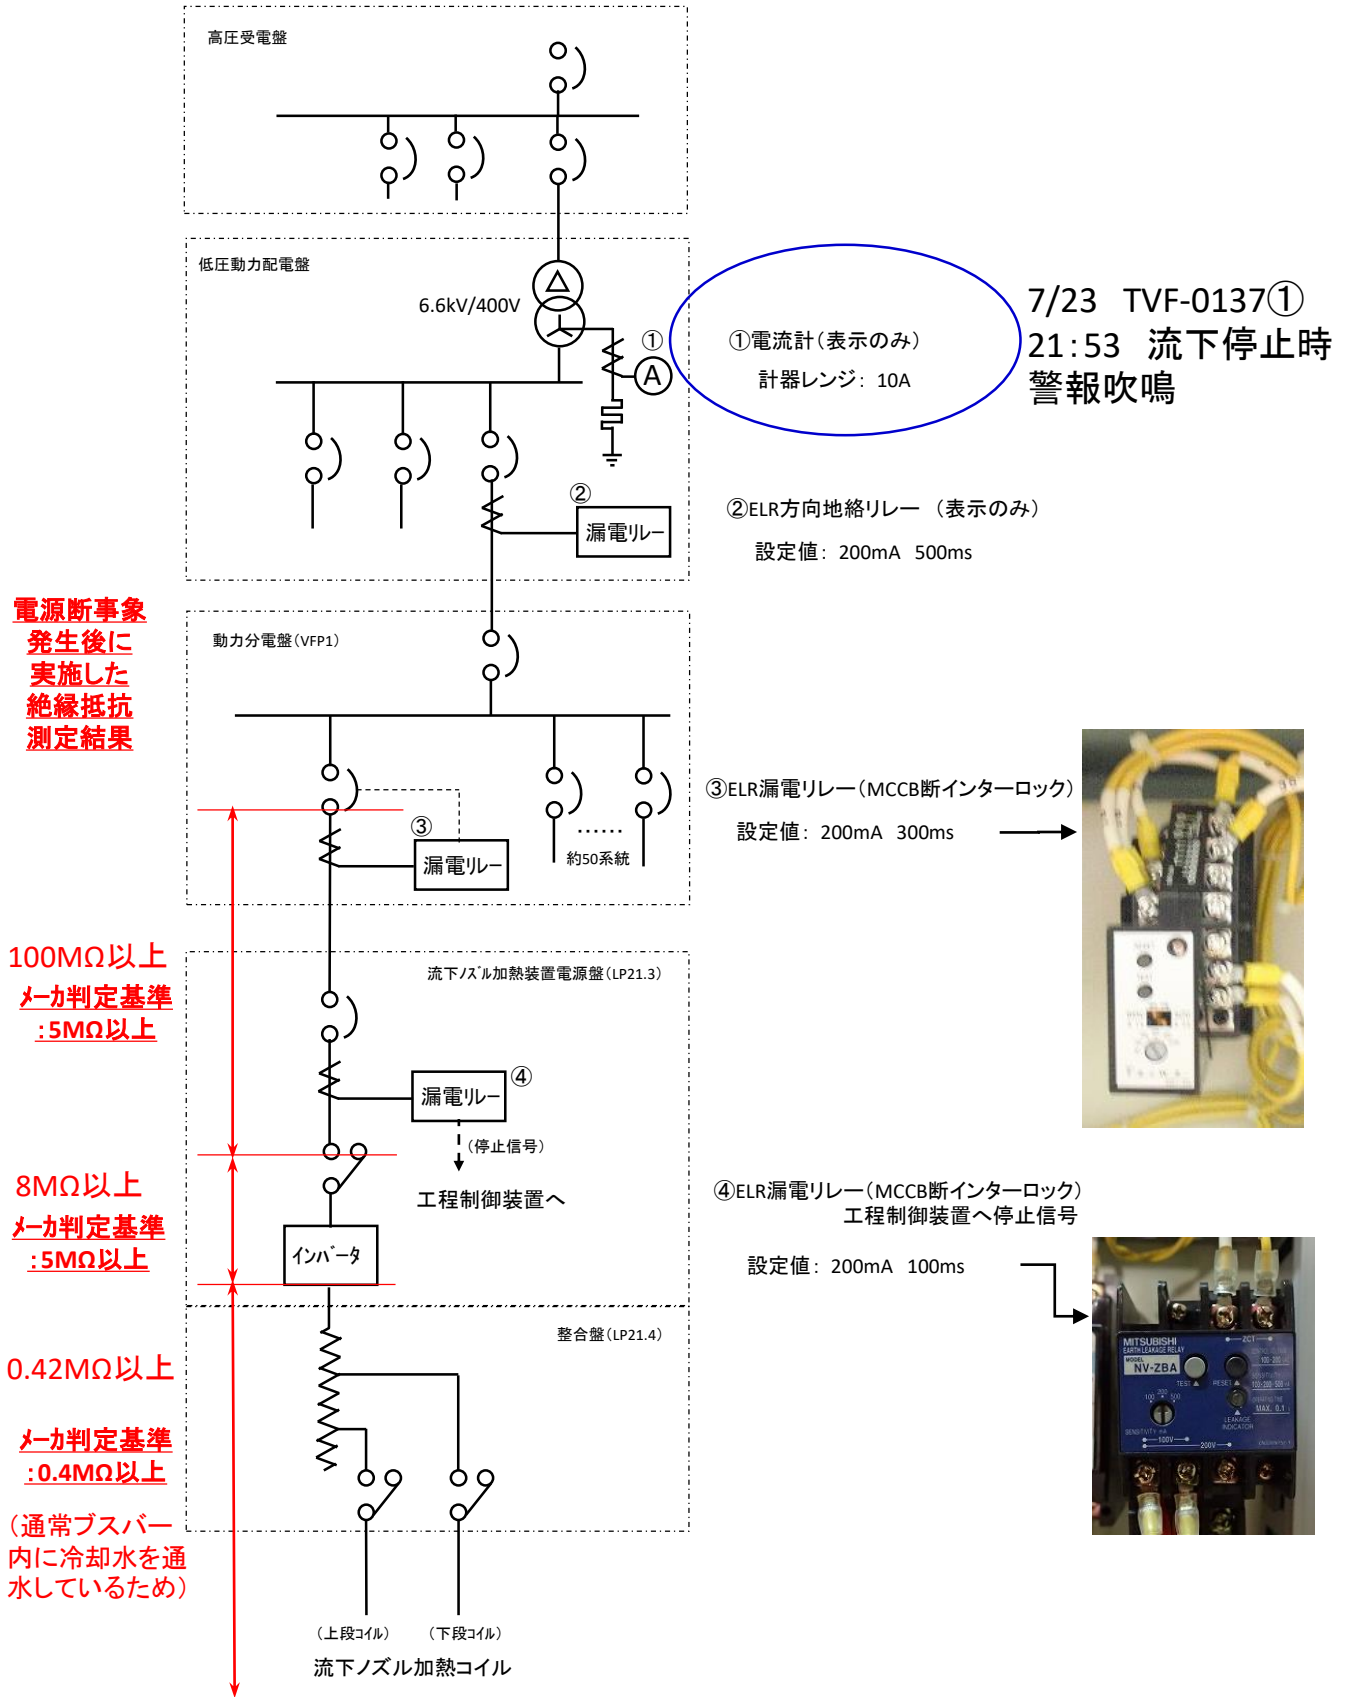 高圧受電盤
低圧動力配電盤
6.6kV/400V
①
A
①電流計(表示のみ)
計器レンジ: 10A
7/23 TVF-0137①
21:53 流下停止時
警報吹鳴
②
漏電リレー
②ELR方向地絡リレー (表示のみ)
設定値: 200mA 500ms
電源断事象
発生後に
実施した
絶縁抵抗
測定結果
動力分電盤(VFP1)
③
漏電リレー
……
約50系統
③ELR漏電リレー(MCCB断インターロック)
設定値: 200mA 300ms
100MΩ以上
メーカ判定基準
:5MΩ以上
流下ノズル加熱装置電源盤(LP21.3)
④
漏電リレー
(停止信号)
工程制御装置へ
④ELR漏電リレー(MCCB断インターロック)
工程制御装置へ停止信号
設定値: 200mA 100ms
8MΩ以上
メーカ判定基準
:5MΩ以上
インバータ
整合盤(LP21.4)
0.42MΩ以上
メーカ判定基準
:0.4MΩ以上
(通常ブスバー
内に冷却水を通
水しているため)
(上段コイル) (下段コイル)
流下ノズル加熱コイル
MITSUBISHI
EARTH LEAKAGE RELAY
MODEL
NV-ZBA
ZCT
TEST
RESET
100 200 500
SENSITIVITY mA
MAX. 0.1
LEAKAGE
INDICATOR
100V
200V